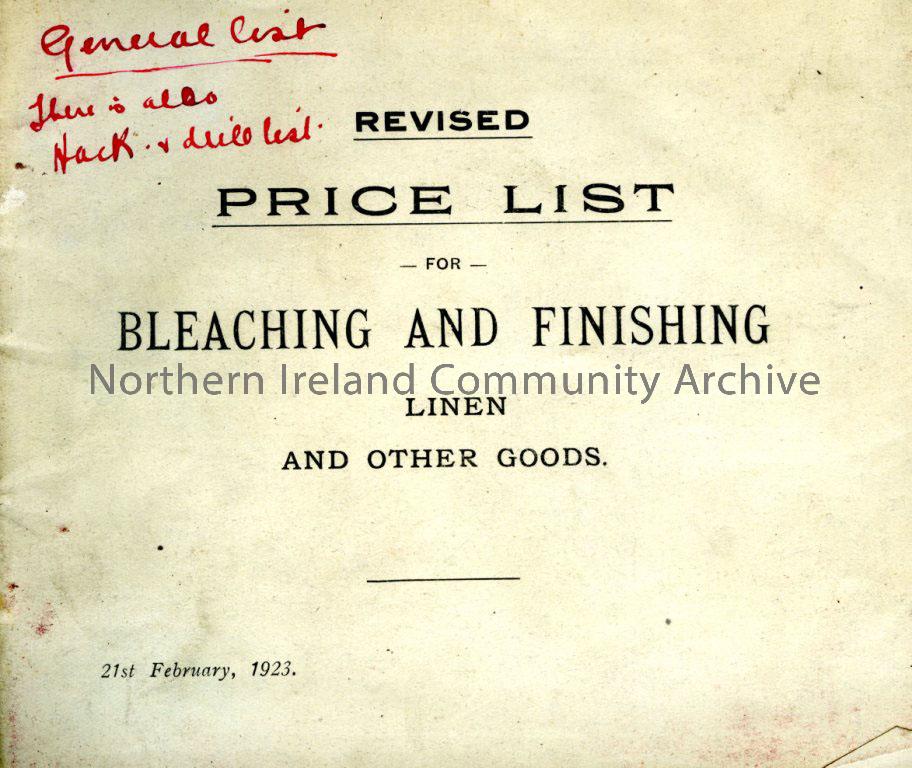 General List
There is also
Hack. & drill list.
REVISED
PRICE LIST
— FOR —
BLEACHING AND FINISHING
Northern Ireland Community Archive
LINEN
AND OTHER GOODS.
21st February, 1923.